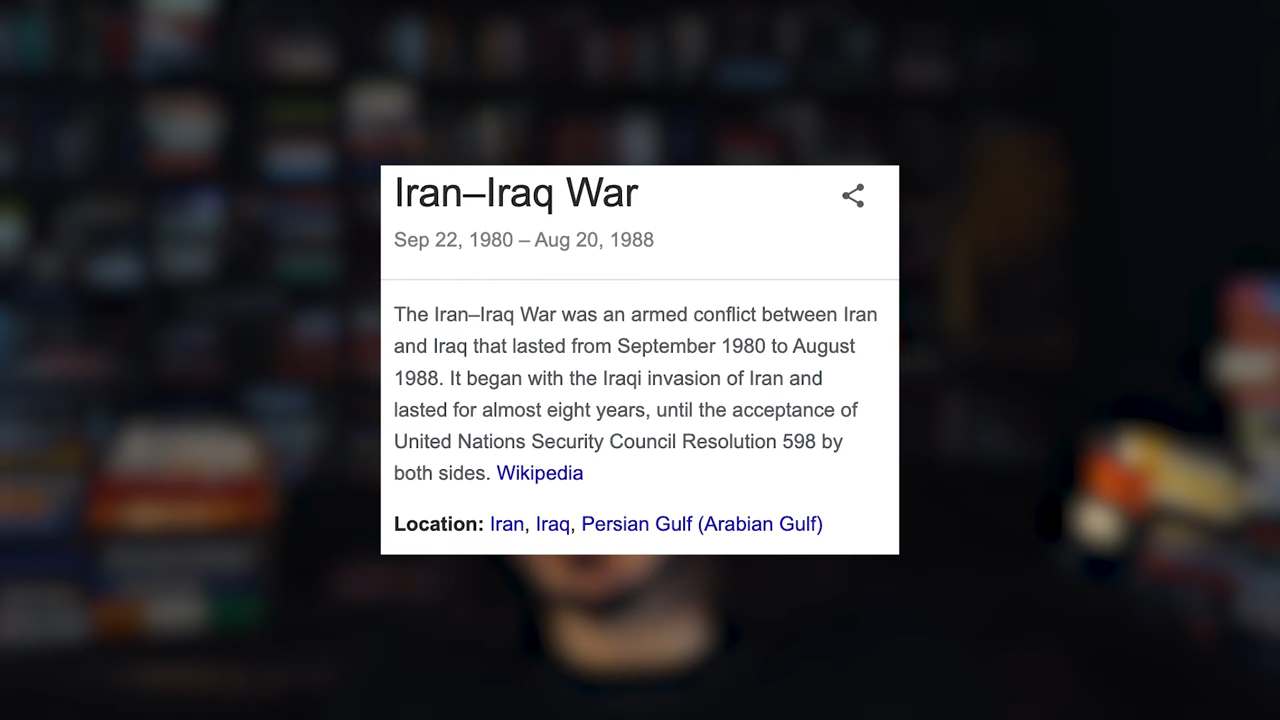 Iran–Iraq War
Sep 22, 1980 – Aug 20, 1988
The Iran–Iraq War was an armed conflict between Iran
and Iraq that lasted from September 1980 to August
1988. It began with the Iraqi invasion of Iran and
lasted for almost eight years, until the acceptance of
United Nations Security Council Resolution 598 by
both sides. Wikipedia
Location: Iran, Iraq, Persian Gulf (Arabian Gulf)